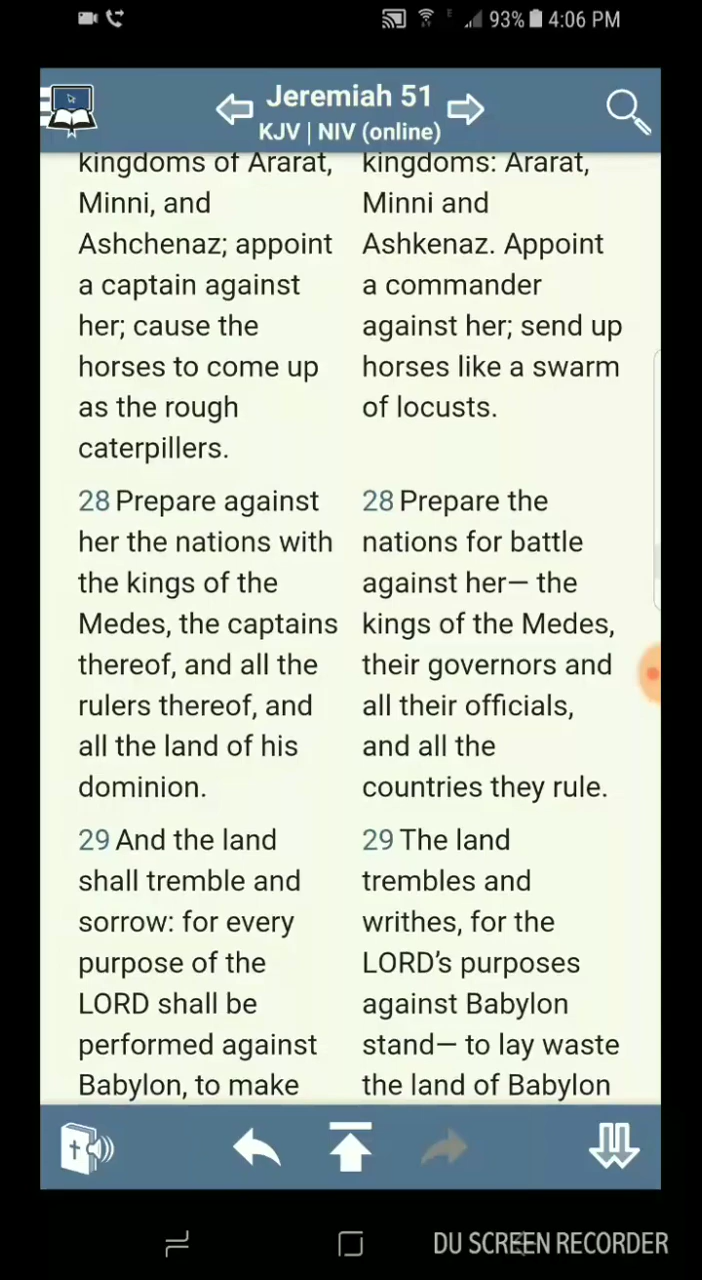 93% 4:06 PM
Jeremiah 51
KJV | NIV (online)
kingdoms of Ararat,
Minni, and
Ashchenaz; appoint
a captain against
her; cause the
horses to come up
as the rough
caterpillers.
28 Prepare against
her the nations with
the kings of the
Medes, the captains
thereof, and all the
rulers thereof, and
all the land of his
dominion.
29 And the land
shall tremble and
sorrow: for every
purpose of the
LORD shall be
performed against
Babylon, to make
kingdoms: Ararat,
Minni and
Ashkenaz. Appoint
a commander
against her; send up
horses like a swarm
of locusts.
28 Prepare the
nations for battle
against her— the
kings of the Medes,
their governors and
all their officials,
and all the
countries they rule.
29 The land
trembles and
writhes, for the
LORD’s purposes
against Babylon
stand— to lay waste
the land of Babylon
DU SCREEN RECORDER